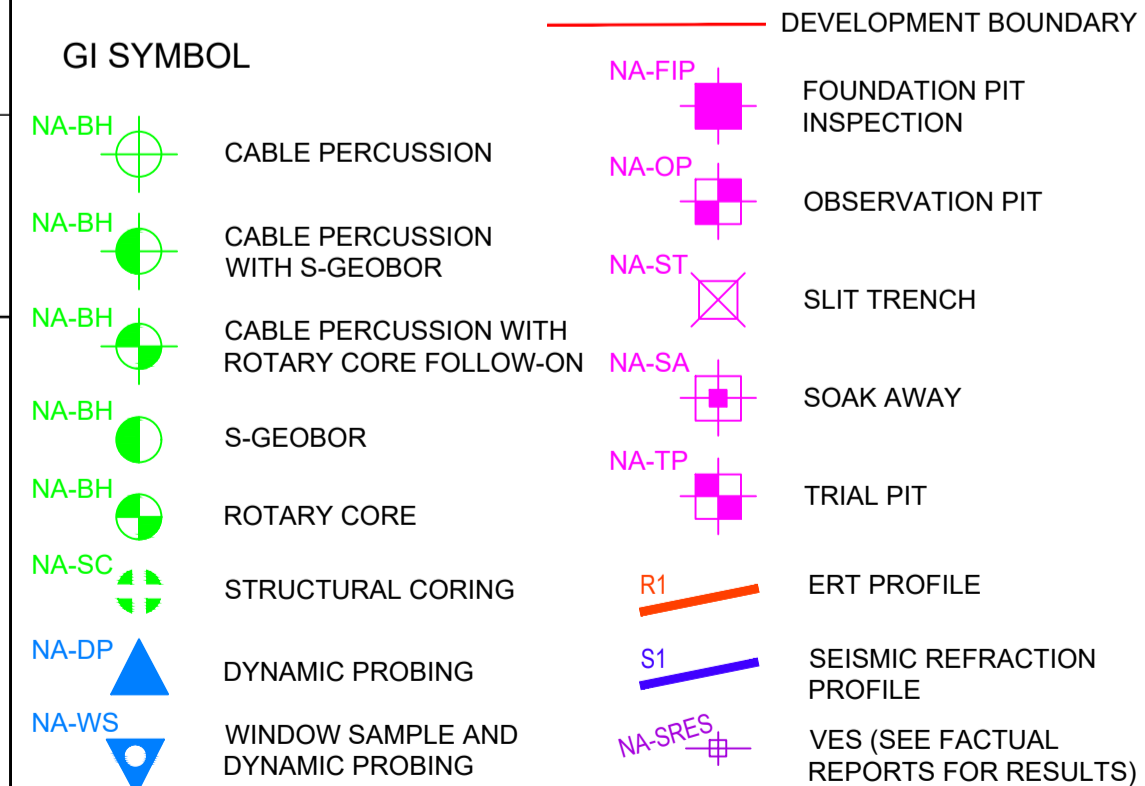 GI SYMBOL
NA-BH
CABLE PERCUSSION
NA-BH
CABLE PERCUSSION
WITH S-GEOBOR
NA-BH
CABLE PERCUSSION WITH
ROTARY CORE FOLLOW-ON
NA-BH
S-GEOBOR
NA-BH
ROTARY CORE
NA-SC
STRUCTURAL CORING
NA-DP
DYNAMIC PROBING
NA-WS
WINDOW SAMPLE AND
DYNAMIC PROBING
DEVELOPMENT BOUNDARY
NA-FIP
FOUNDATION PIT
INSPECTION
NA-OP
OBSERVATION PIT
NA-ST
SLIT TRENCH
NA-SA
SOAK AWAY
NA-TP
TRIAL PIT
R1
ERT PROFILE
S1
SEISMIC REFRACTION
PROFILE
NA-SRES
VES (SEE FACTUAL
REPORTS FOR RESULTS)